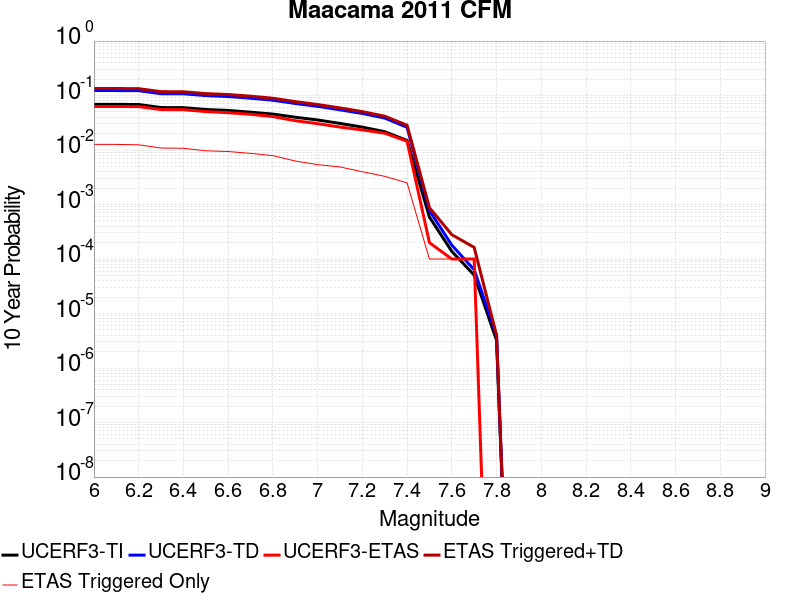 Maacama 2011 CFM
10 0
10 -1
10 -2
10 -3
10 -4
10 -5
10 -6
10 -7
10 -8
10 Year Probability
6 6.2 6.4 6.6 6.8 7 7.2 7.4 7.6 7.8 8 8.2 8.4 8.6 8.8 9
Magnitude
UCERF3-TI UCERF3-TD UCERF3-ETAS ETAS Triggered+TD
ETAS Triggered Only